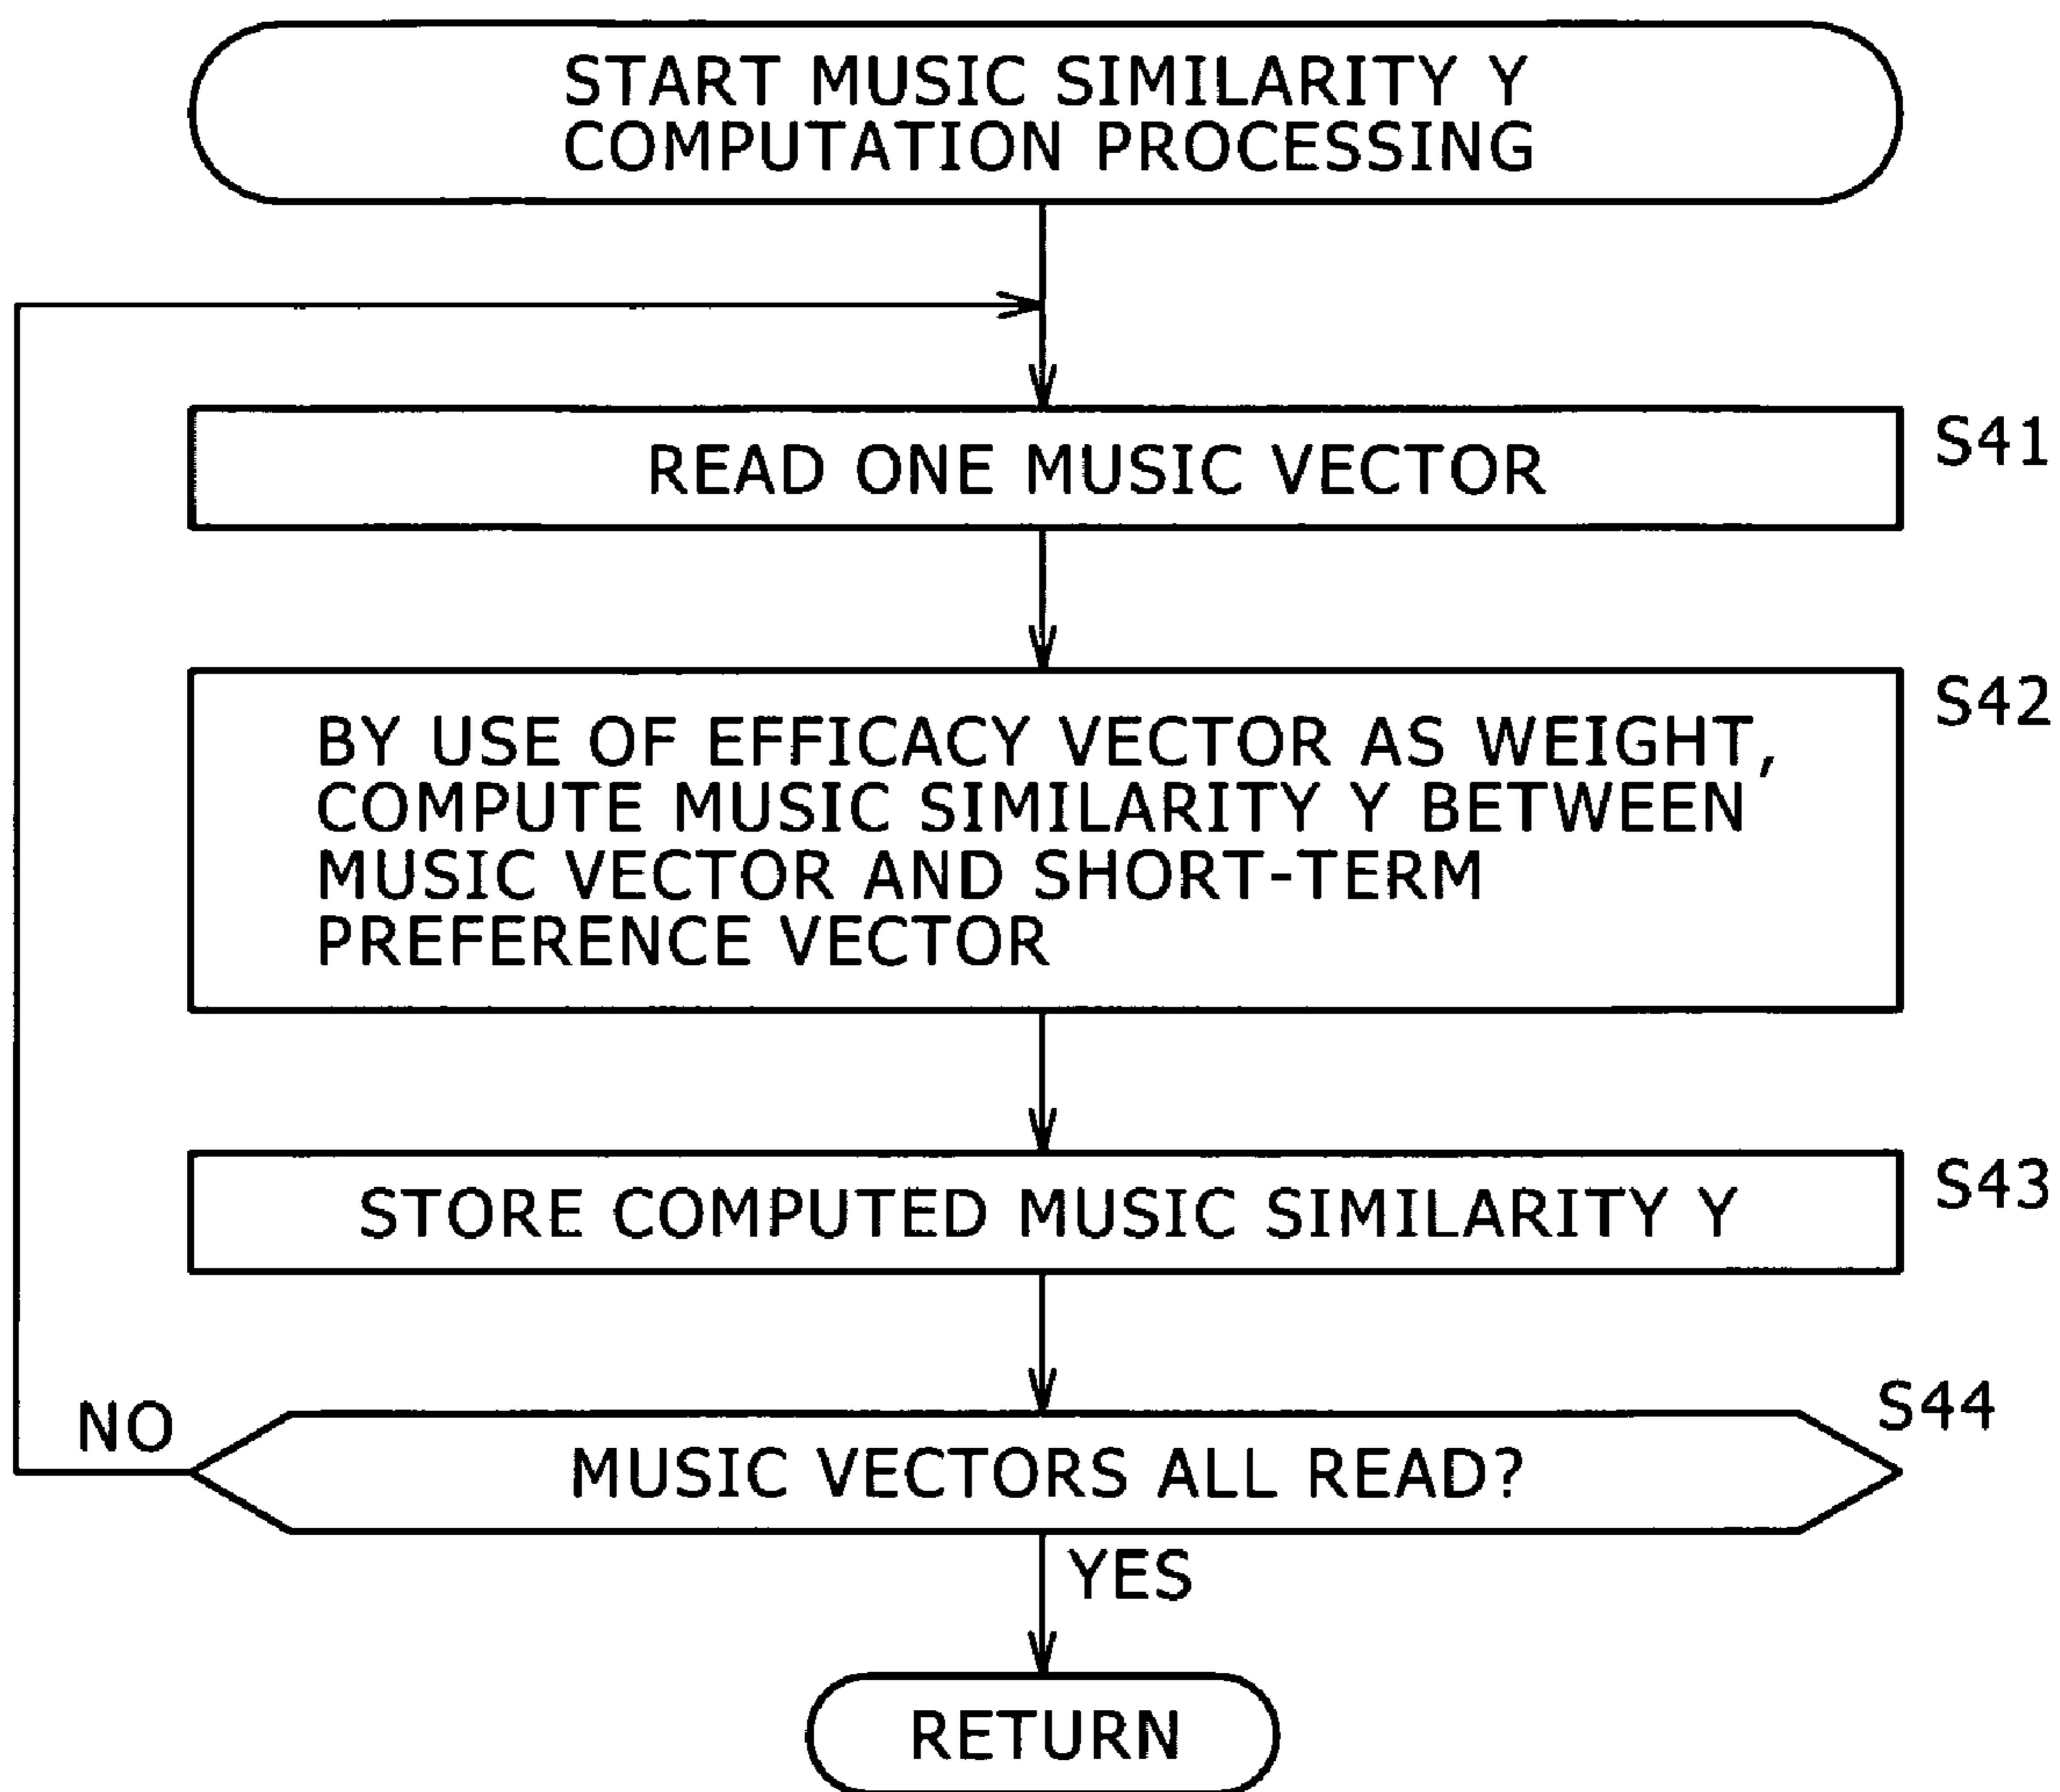 START MUSIC SIMILARITY Y
COMPUTATION PROCESSING
READ ONE MUSIC VECTOR
S41
BY USE OF EFFICACY VECTOR AS WEIGHT,
COMPUTE MUSIC SIMILARITY Y BETWEEN
MUSIC VECTOR AND SHORT-TERM
PREFERENCE VECTOR
S42
STORE COMPUTED MUSIC SIMILARITY Y
S43
NO
MUSIC VECTORS ALL READ?
S44
YES
RETURN